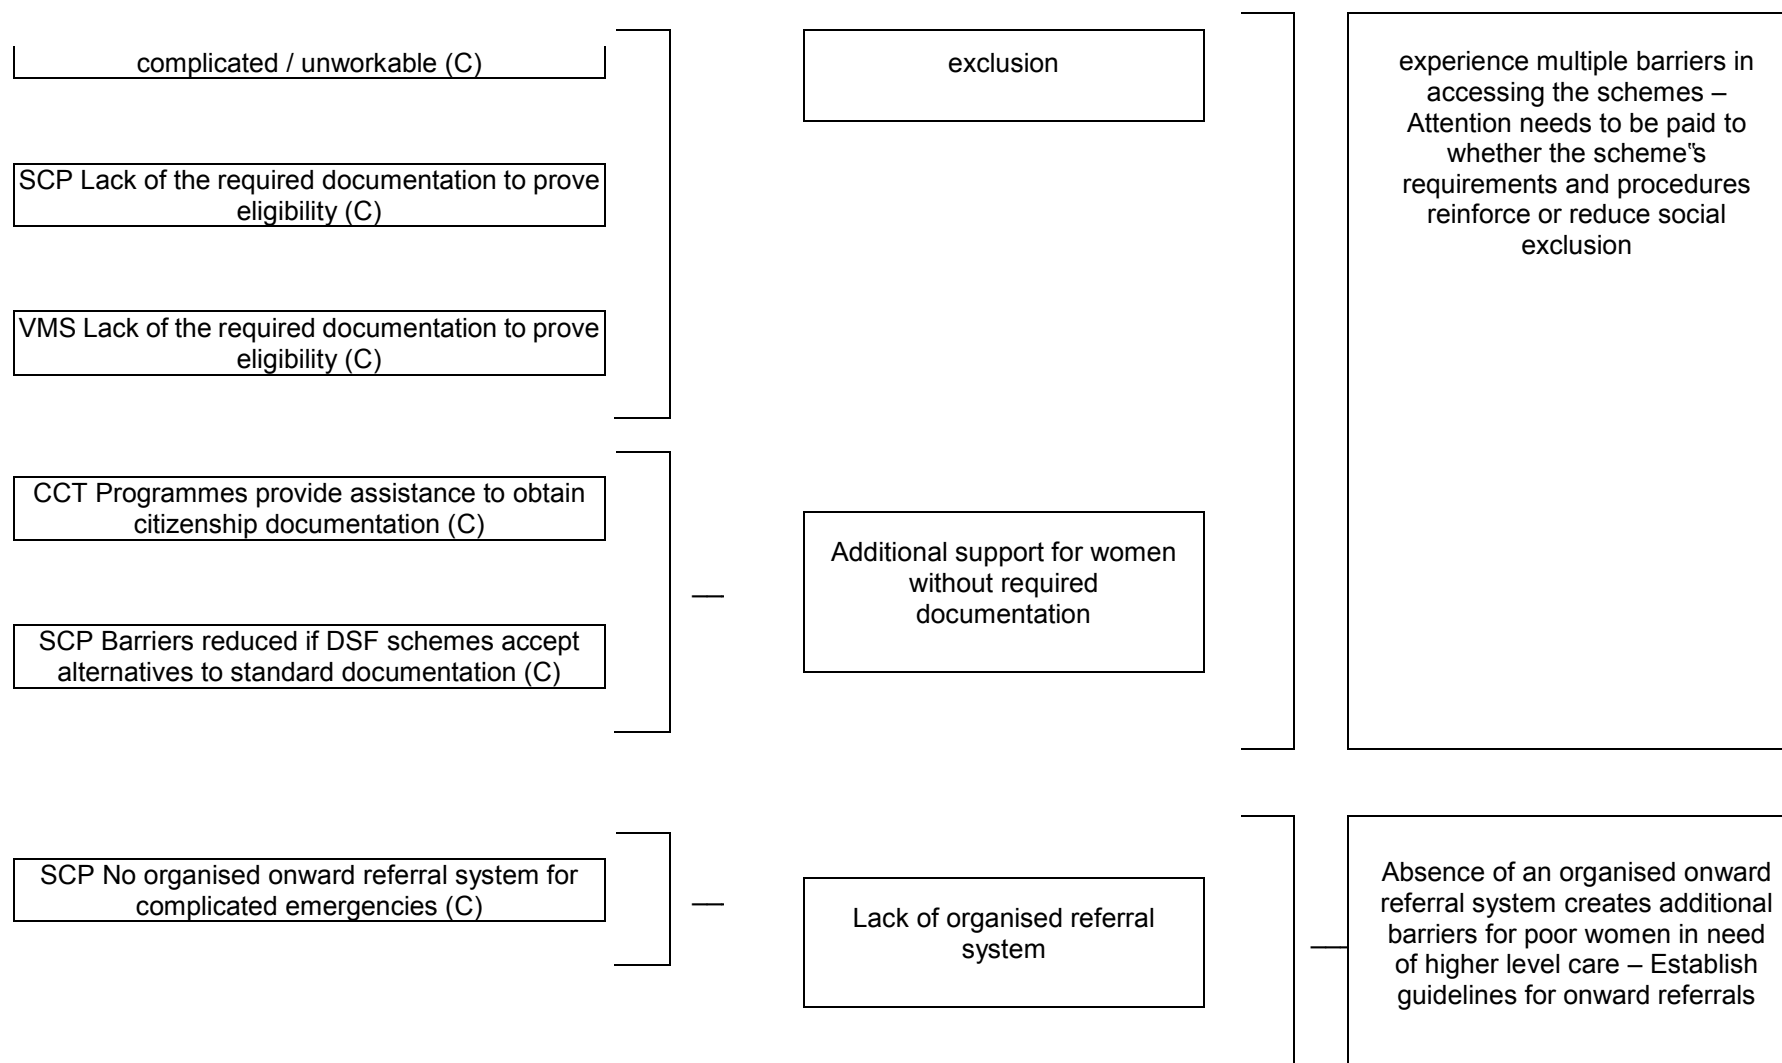 complicated / unworkable (C)
SCP Lack of the required documentation to prove
eligibility (C)
VMS Lack of the required documentation to prove
eligibility (C)
CCT Programmes provide assistance to obtain
citizenship documentation (C)
SCP Barriers reduced if DSF schemes accept
alternatives to standard documentation (C)
SCP No organised onward referral system for
complicated emergencies (C)
exclusion
Additional support for women
without required
documentation
Lack of organised referral
system
experience multiple barriers in
accessing the schemes –
Attention needs to be paid to
whether the scheme‟s
requirements and procedures
reinforce or reduce social
exclusion
Absence of an organised onward
referral system creates additional
barriers for poor women in need
of higher level care – Establish
guidelines for onward referrals